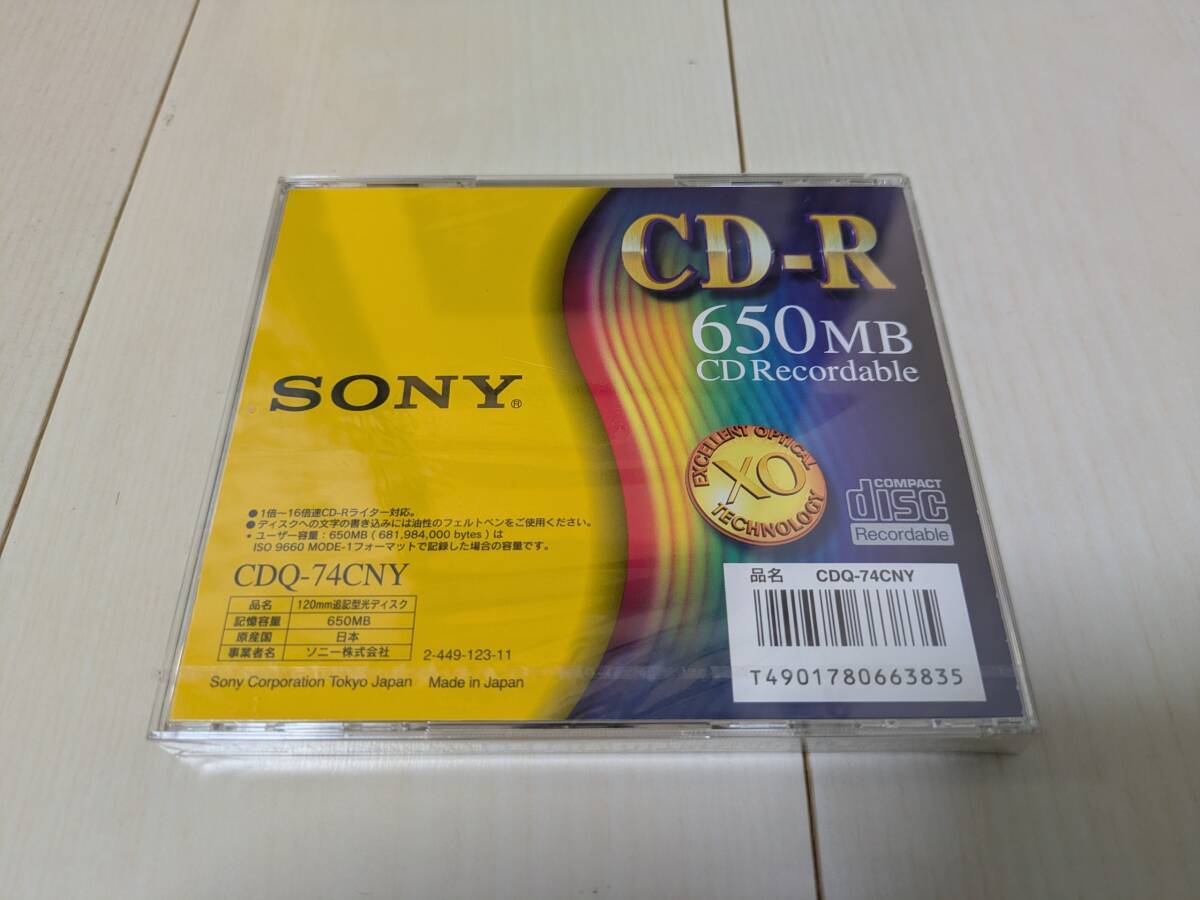 CD-R
650MB
CD Recordable
SONY®
EXCELLENT OPTICAL
XO
TECHNOLOGY
COMPACT
disc
Recordable
●1倍〜16倍速CD-Rライター対応。
●ディスクへの文字の書き込みには油性のフェルトペンをご使用ください。
・ユーザー容量：650MB ( 681,984,000 bytes ) は
ISO 9660 MODE-1フォーマットで記録した場合の容量です。
CDQ-74CNY
品名 120mm追記型光ディスク
記憶容量 650MB
原産国 日本
事業者名 ソニー株式会社
2-449-123-11
Sony Corporation Tokyo Japan Made in Japan
品名 CDQ-74CNY
T4901780663835